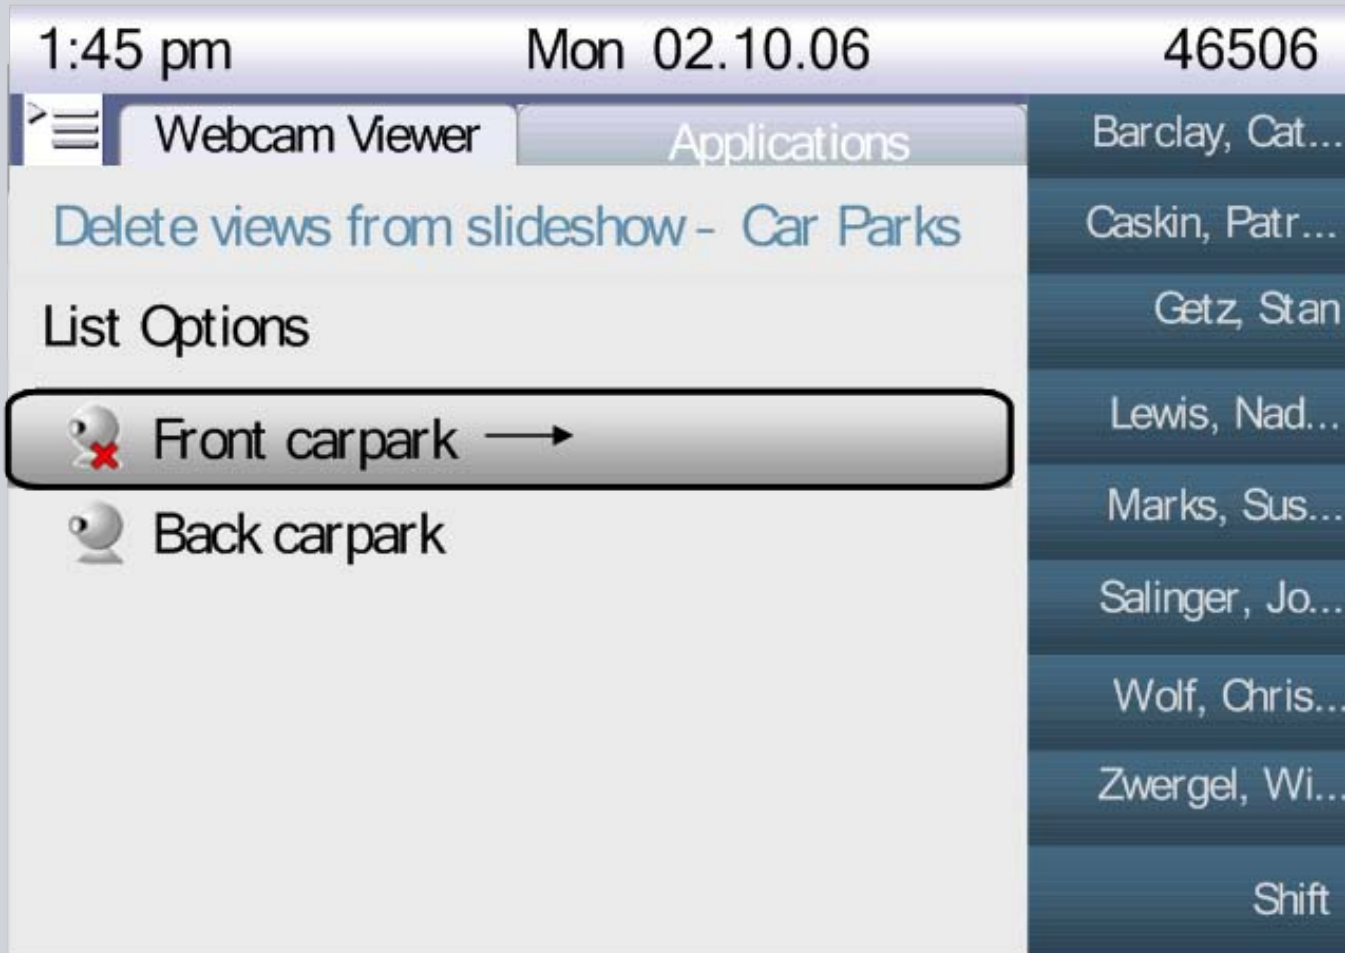 1:45 pm Mon 02.10.06 46506
Webcam Viewer Applications
Delete views from slideshow - Car Parks
List Options
Front carpark
Back carpark
Barclay, Cat...
Caskin, Patr...
Getz, Stan
Lewis, Nad...
Marks, Sus...
Salinger, Jo...
Wolf, Chris...
Zwergel, Wi...
Shift